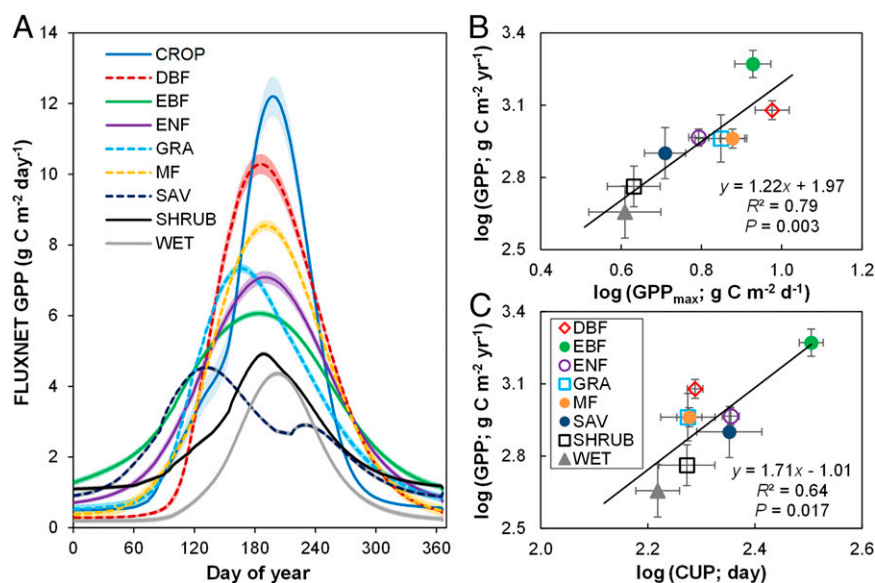 A
FLUXNET GPP (g C m⁻² day⁻¹)
14
12
10
8
6
4
2
0
CROP
DBF
EBF
ENF
GRA
MF
SAV
SHRUB
WET
0 60 120 180 240 300 360
Day of year
B
log (GPP; g C m⁻² yr⁻¹)
3.4
3.1
2.8
2.5
y = 1.22x + 1.97
R² = 0.79
P = 0.003
0.4 0.6 0.8 1.0 1.2
log (GPPmax; g C m⁻² d⁻¹)
C
log (GPP; g C m⁻² yr⁻¹)
3.4
3.1
2.8
2.5
DBF
EBF
ENF
GRA
MF
SAV
SHRUB
WET
y = 1.71x - 1.01
R² = 0.64
P = 0.017
2.0 2.2 2.4 2.6
log (CUP; day)